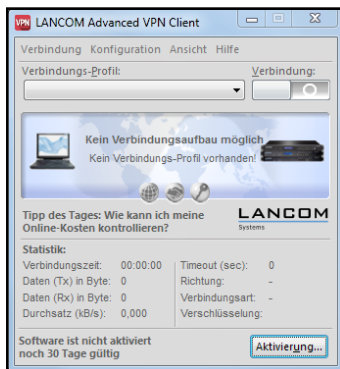 VPN LANCOM Advanced VPN Client
Verbindung Konfiguration Ansicht Hilfe
Verbindungs-Profil: Verbindung:
Kein Verbindungsaufbau möglich
Kein Verbindungs-Profil vorhanden!
Tipp des Tages: Wie kann ich meine
Online-Kosten kontrollieren?
LANCOM
Systems
Statistik:
Verbindungszeit: 00:00:00 Timeout (sec): 0
Daten (Tx) in Byte: 0 Richtung: -
Daten (Rx) in Byte: 0 Verbindungsart: -
Durchsatz (kB/s): 0,000 Verschlüsselung:
Software ist nicht aktiviert
noch 30 Tage gültig
Aktivierung...